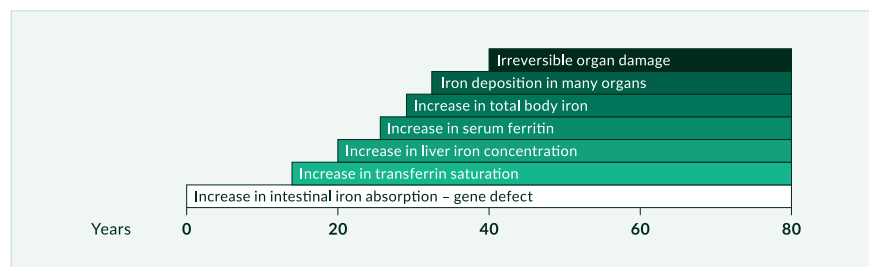 Irreversible organ damage
Iron deposition in many organs
Increase in total body iron
Increase in serum ferritin
Increase in liver iron concentration
Increase in transferrin saturation
Increase in intestinal iron absorption – gene defect
Years 0 20 40 60 80